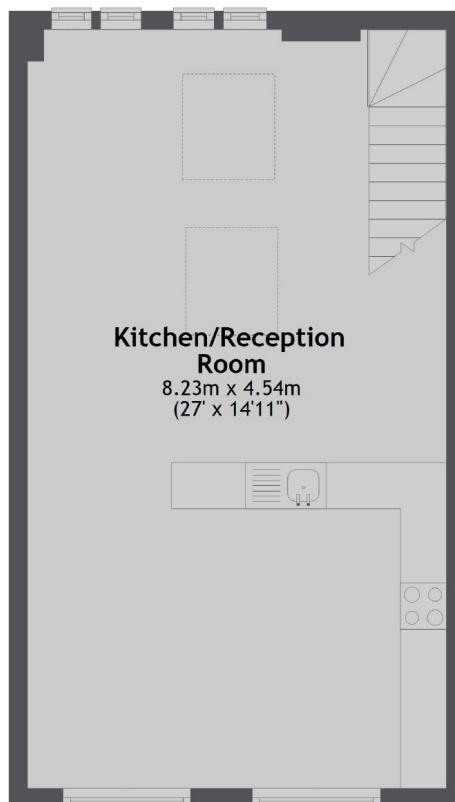 Kitchen/Reception
Room
8.23m x 4.54m
(27' x 14'11")